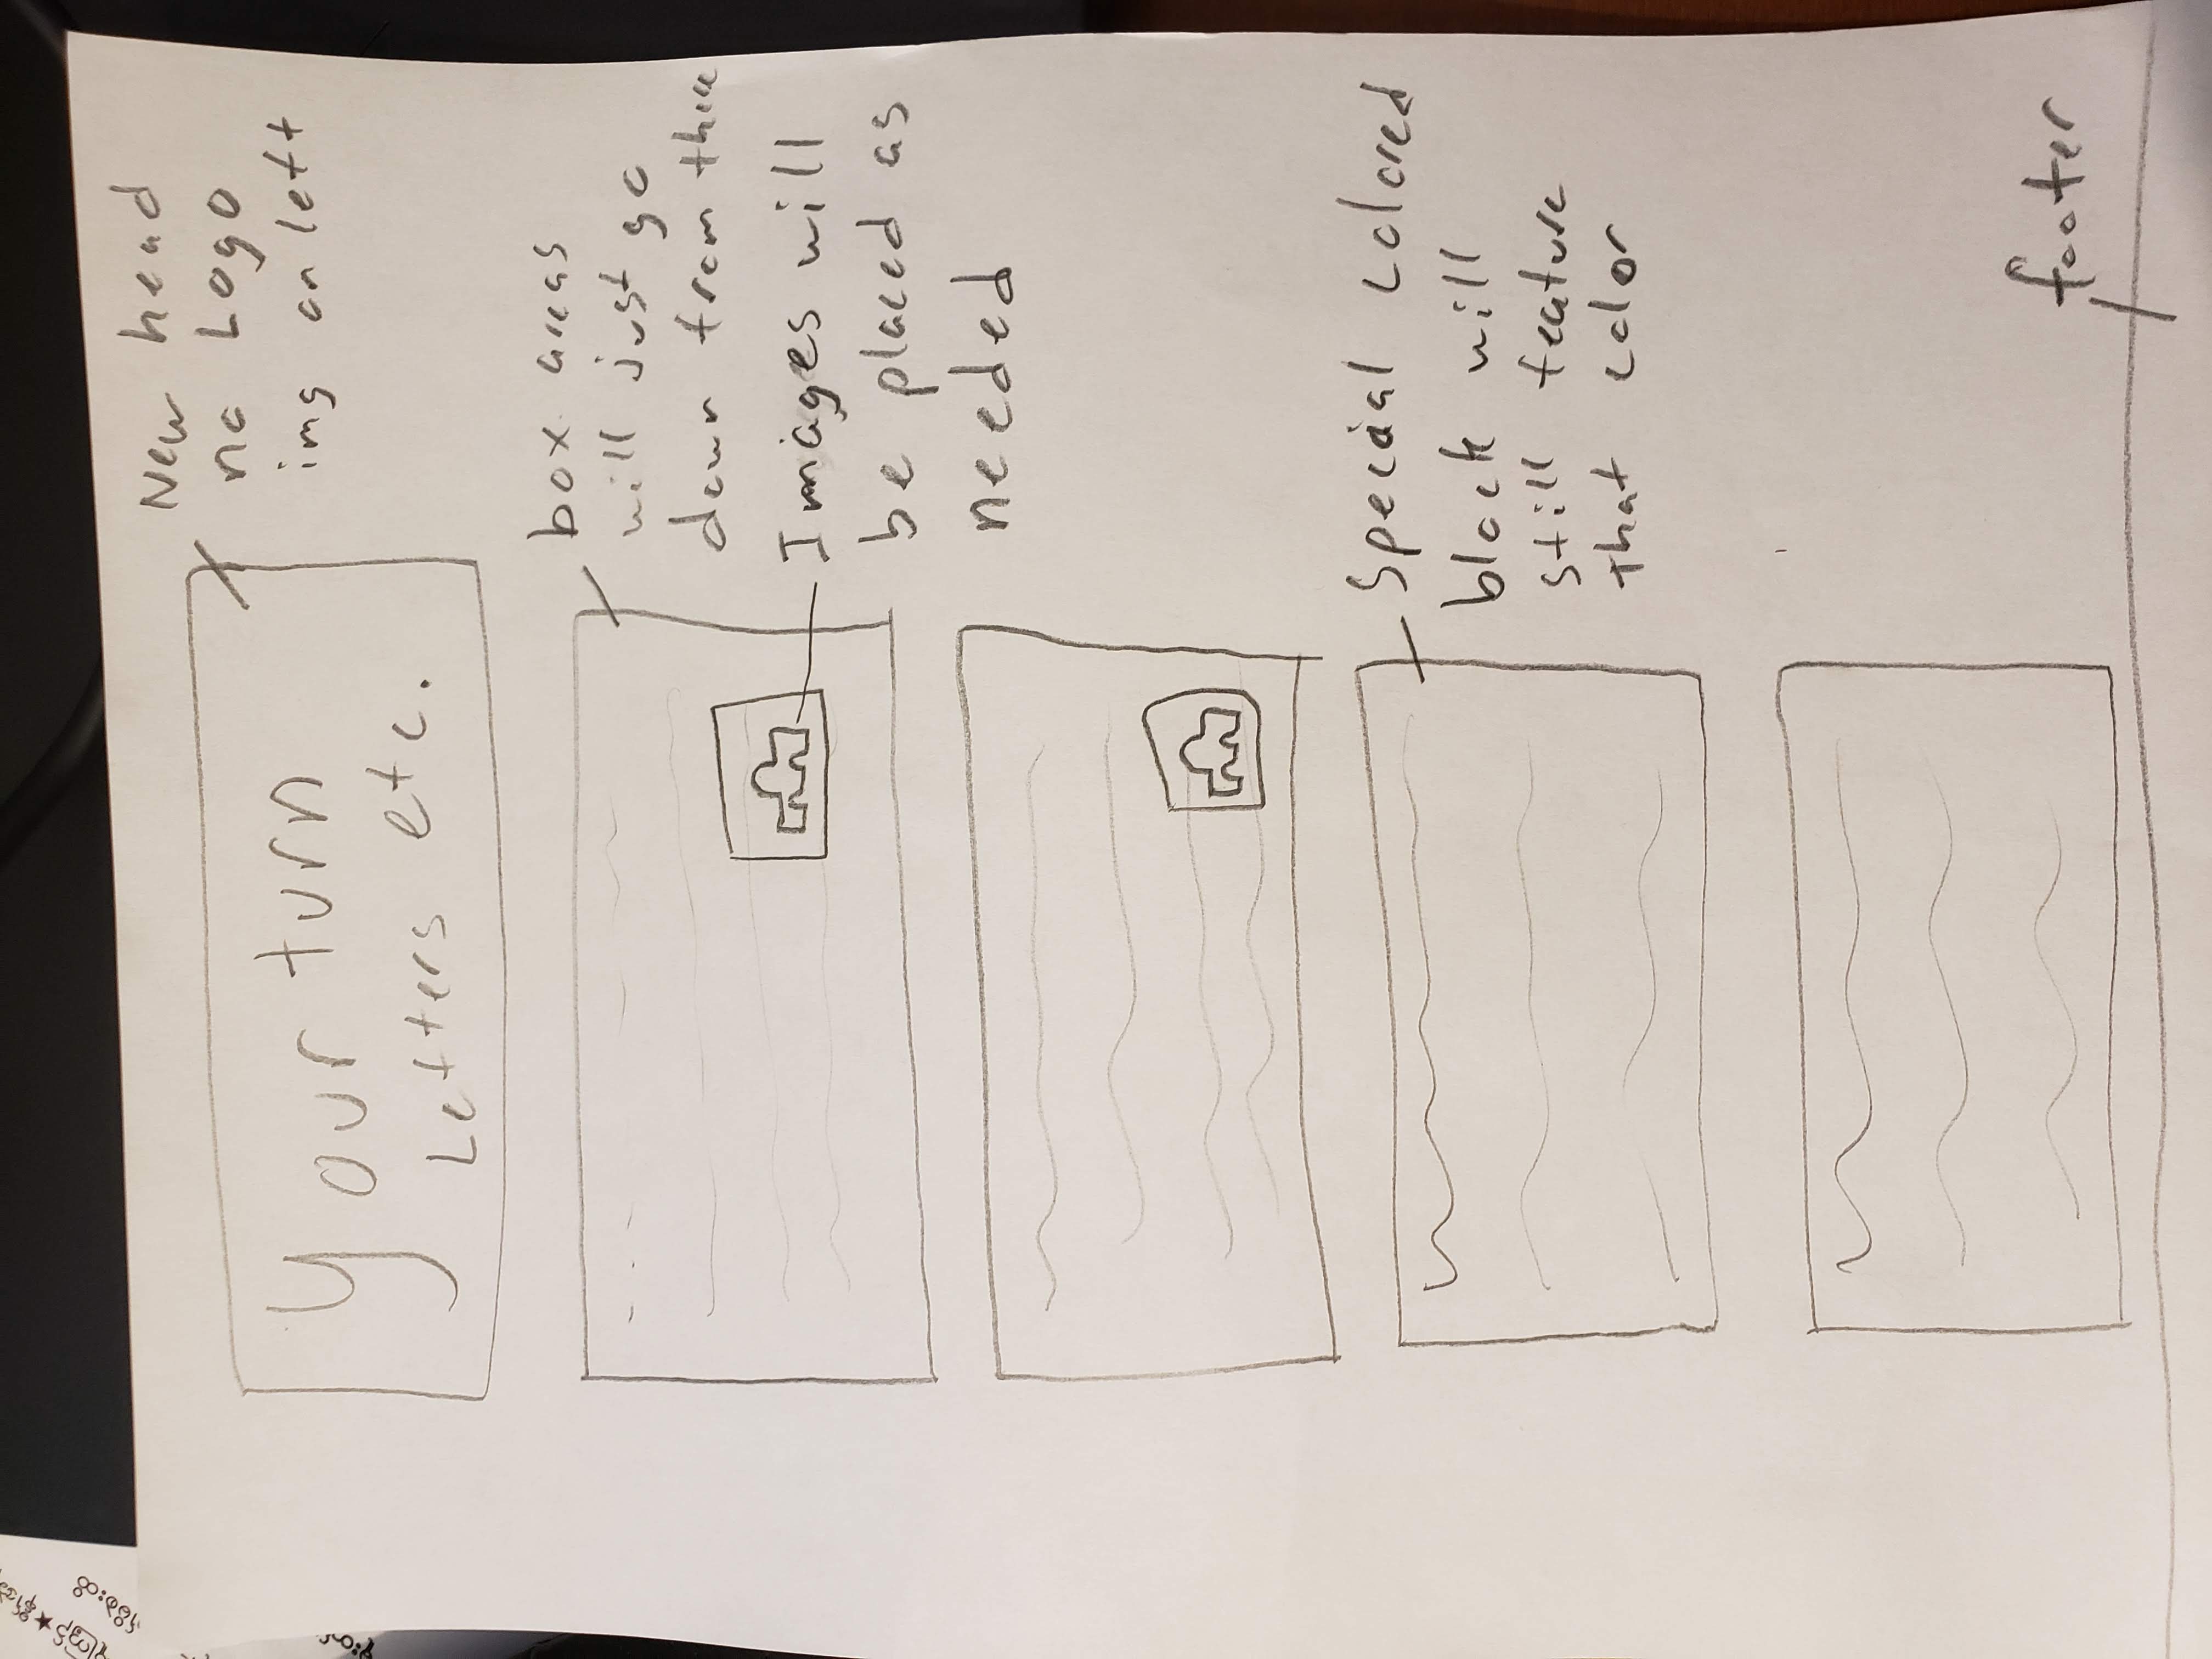 Your turn
Letters etc.
New head
no Logo
img on left
box areas
will just go
down from there
Images will
be placed as
needed
Special colored
block will
still feature
that color
footer